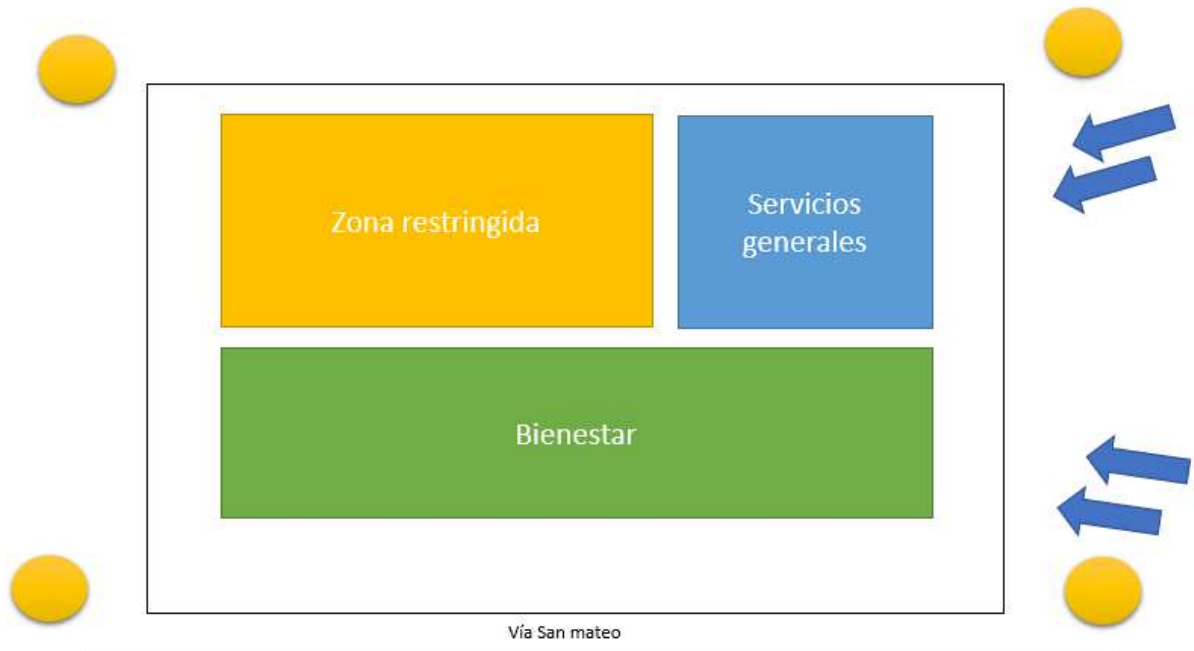 Zona restringida
Servicios
generales
Bienestar
Vía San mateo